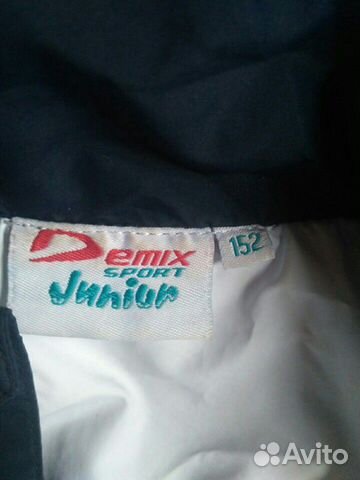 Demix
SPORT
Junior
152
Avito